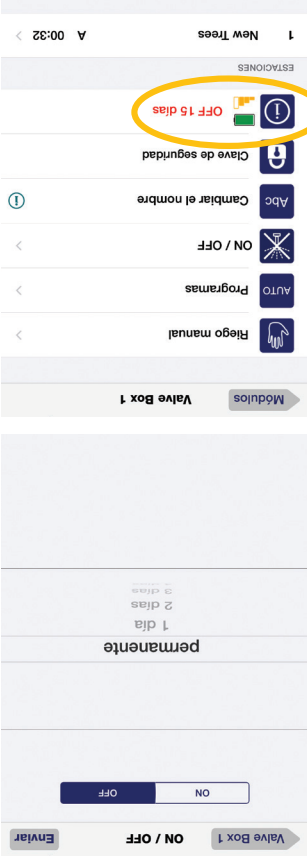 Valve Box 1 ON / OFF Enviar
ON OFF
permanente
1 día
2 días
3 días
Módulos Valve Box 1
Riego manual
AUTO Programas
ON / OFF
Abc Cambiar el nombre
Clave de seguridad
OFF 15 días
ESTACIONES
1 New Trees A 00:32